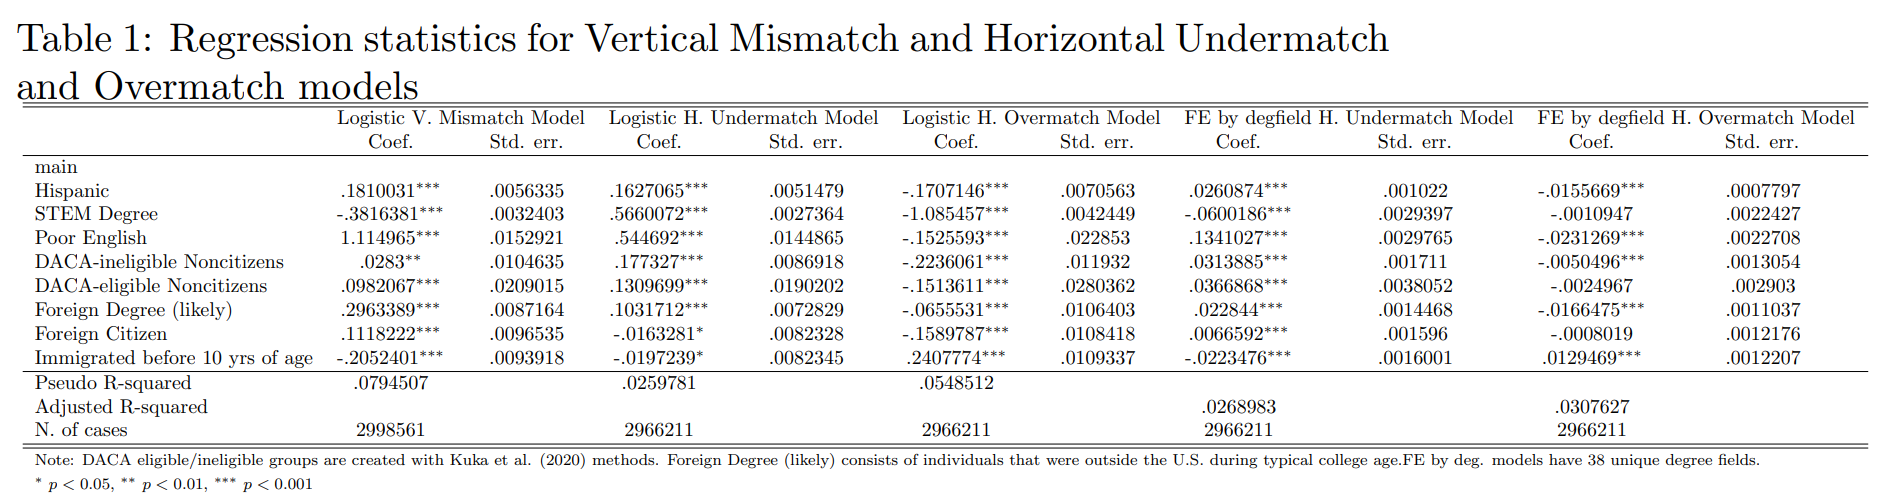 Table 1: Regression statistics for Vertical Mismatch and Horizontal Undermatch
and Overmatch models
Logistic V. Mismatch Model Logistic H. Undermatch Model Logistic H. Overmatch Model FE by degfield H. Undermatch Model FE by degfield H. Overmatch Model
Coef. Std. err. Coef. Std. err. Coef. Std. err. Coef. Std. err. Coef. Std. err.
main
Hispanic .1810031*** .0056335 .1627065*** .0051479 -.1707146*** .0070563 .0260874*** .001022 -.0155669*** .0007797
STEM Degree -.3816381*** .0032403 .5660072*** .0027364 -1.085457*** .0042449 -.0600186*** .0029397 -.0010947 .0022427
Poor English 1.114965*** .0152921 .544692*** .0144865 -.1525593*** .022853 .1341027*** .0029765 -.0231269*** .0022708
DACA-ineligible Noncitizens .0283** .0104635 .177327*** .0086918 -.2236061*** .011932 .0313885*** .001711 -.0050496*** .0013054
DACA-eligible Noncitizens .0982067*** .0209015 .1309699*** .0190202 -.1513611*** .0280362 .0366868*** .0038052 -.0024967 .002903
Foreign Degree (likely) .2963389*** .0087164 .1031712*** .0072829 -.0655531*** .0106403 .022844*** .0014468 -.0166475*** .0011037
Foreign Citizen .1118222*** .0096535 -.0163281* .0082328 -.1589787*** .0108418 .0066592*** .001596 -.0008019 .0012176
Immigrated before 10 yrs of age -.2052401*** .0093918 -.0197239* .0082345 .2407774*** .0109337 -.0223476*** .0016001 .0129469*** .0012207
Pseudo R-squared .0794507 .0259781 .0548512
Adjusted R-squared .0268983 .0307627
N. of cases 2998561 2966211 2966211 2966211 2966211
Note: DACA eligible/ineligible groups are created with Kuka et al. (2020) methods. Foreign Degree (likely) consists of individuals that were outside the U.S. during typical college age.FE by deg. models have 38 unique degree fields.
* p < 0.05, ** p < 0.01, *** p < 0.001